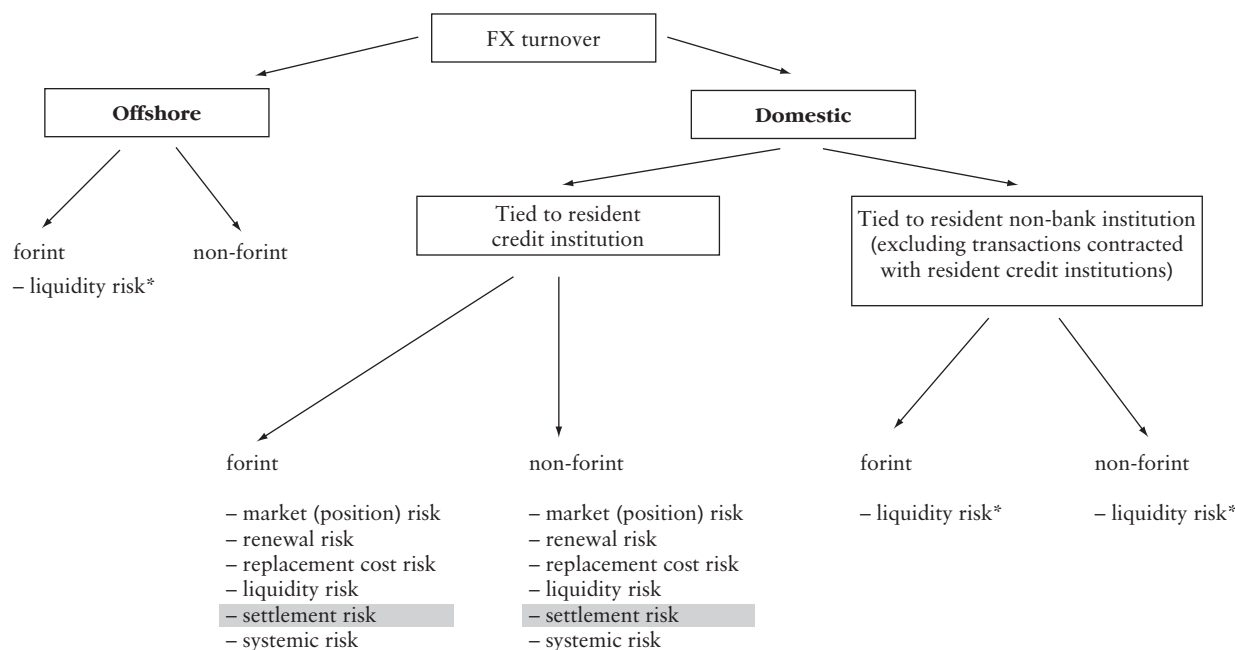 FX turnover
Offshore
Domestic
Tied to resident
credit institution
Tied to resident non-bank institution
(excluding transactions contracted
with resident credit institutions)
forint
– liquidity risk*
non-forint
forint
– market (position) risk
– renewal risk
– replacement cost risk
– liquidity risk
– settlement risk
– systemic risk
non-forint
– market (position) risk
– renewal risk
– replacement cost risk
– liquidity risk
– settlement risk
– systemic risk
forint
– liquidity risk*
non-forint
– liquidity risk*